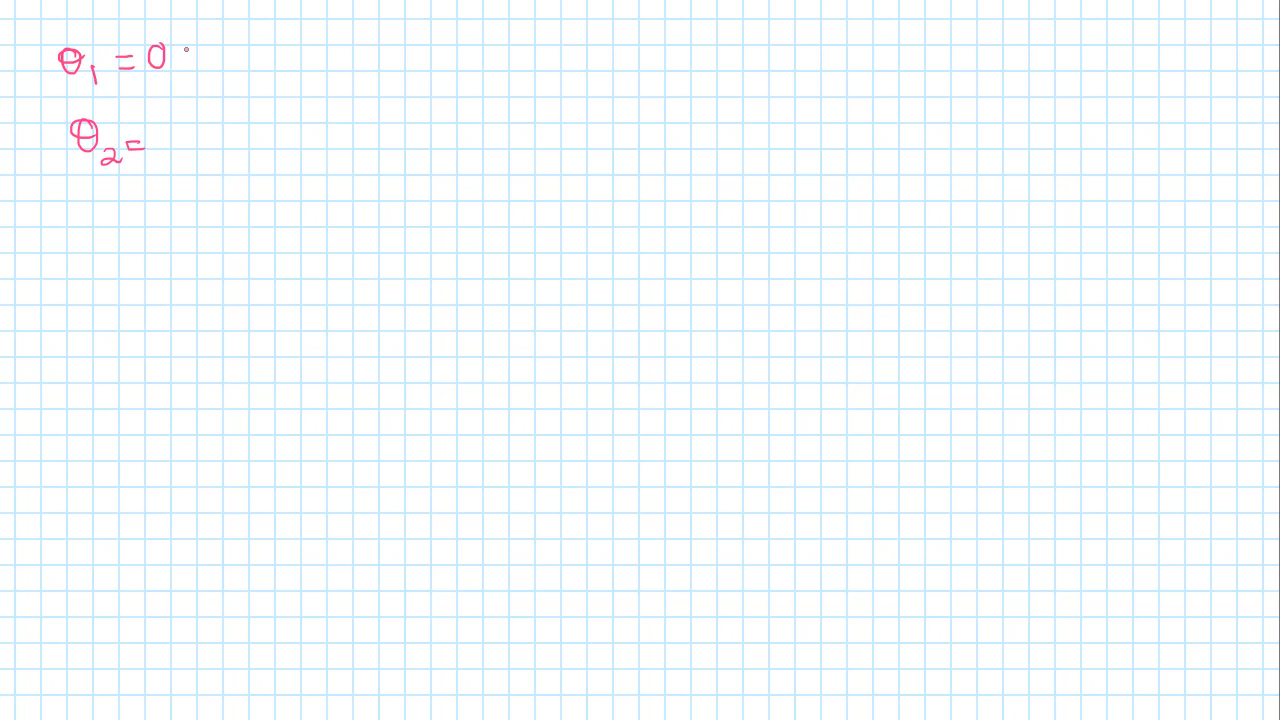 θ₁ = 0
θ₂ =